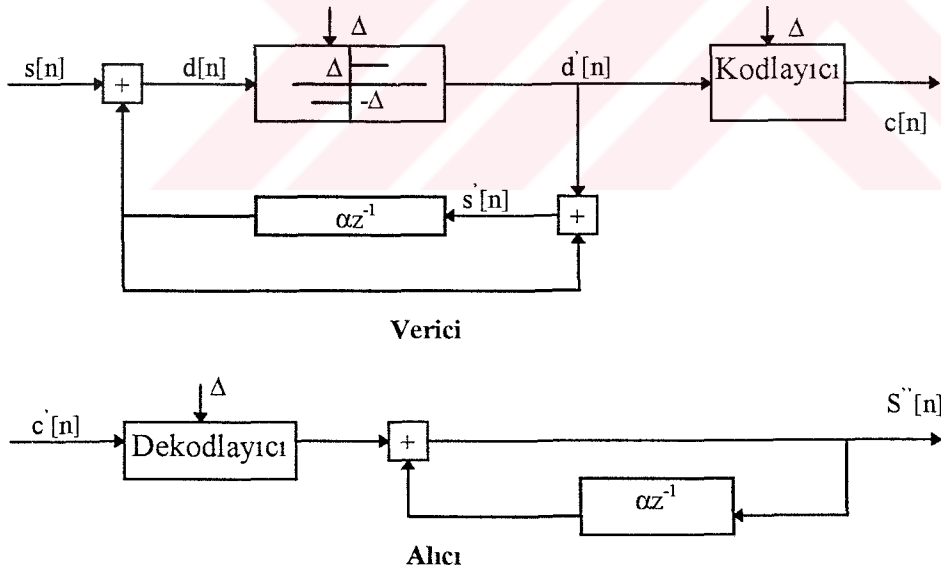 Δ
Δ
s[n]
+
d[n]
Δ
-Δ
d'[n]
Kodlayıcı
c[n]
αz⁻¹
s'[n]
+
Verici
Δ
c'[n]
Dekodlayıcı
+
S''[n]
αz⁻¹
Alıcı